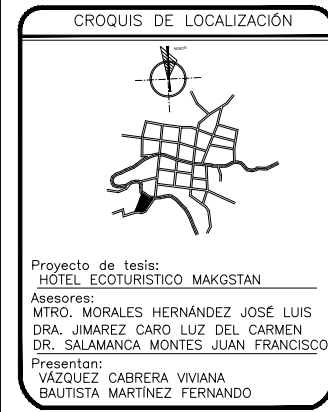 CROQUIS DE LOCALIZACIÓN
Proyecto de tesis:
HOTEL ECOTURISTICO MAKGSTAN
Asesores:
MTRO. MORALES HERNÁNDEZ JOSÉ LUIS
DRA. JIMAREZ CARO LUZ DEL CARMEN
DR. SALAMANCA MONTES JUAN FRANCISCO
Presentan:
VÁZQUEZ CABRERA VIVIANA
BAUTISTA MARTÍNEZ FERNANDO